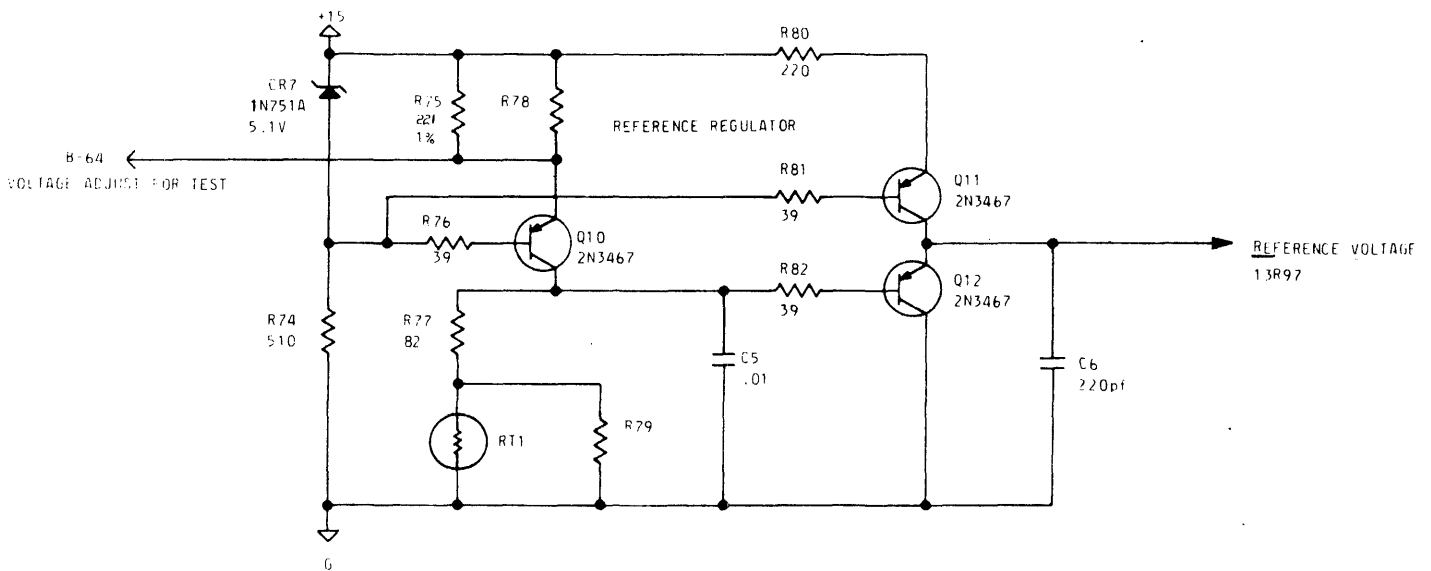 +15
R80
220
CR7
1N751A
5.1V
R75
221
1%
R78
REFERENCE REGULATOR
B-64
VOLTAGE ADJUST FOR TEST
R81
39
Q11
2N3467
R76
39
Q10
2N3467
REFERENCE VOLTAGE
13R97
R82
39
Q12
2N3467
R74
510
R77
82
C5
.01
C6
220pf
RT1
R79
G